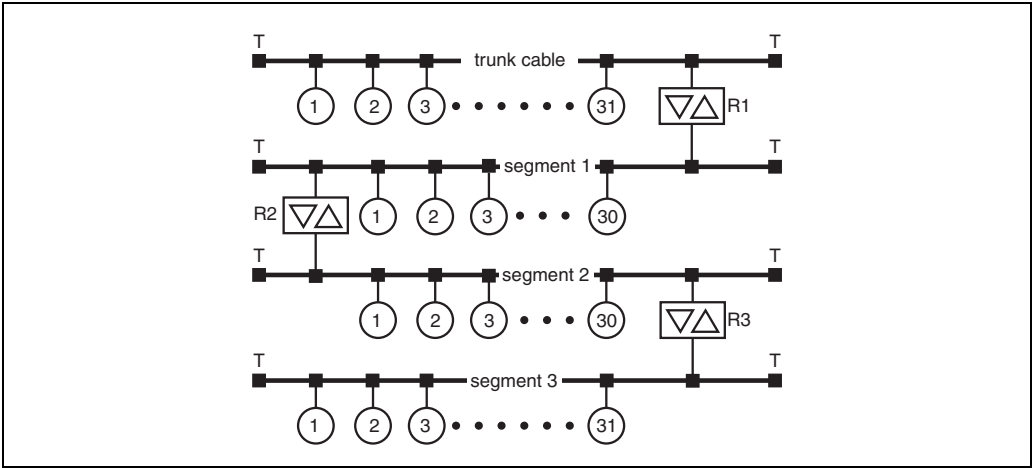 T trunk cable T
1 2 3 31 R1
T segment 1 T
R2 1 2 3 30
T segment 2 T
1 2 3 30 R3
T segment 3 T
1 2 3 31